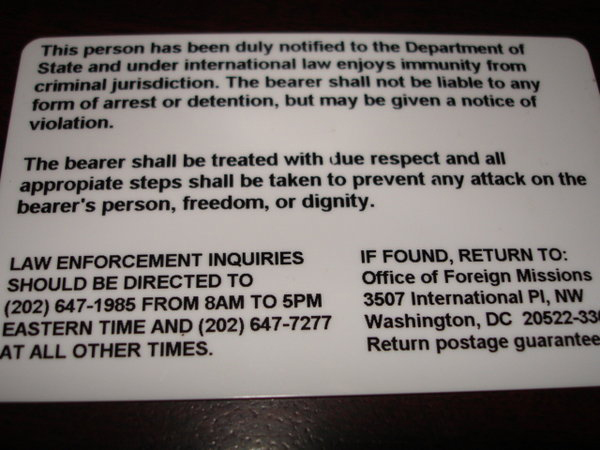 This person has been duly notified to the Department of
State and under international law enjoys immunity from
criminal jurisdiction. The bearer shall not be liable to any
form of arrest or detention, but may be given a notice of
violation.
The bearer shall be treated with due respect and all
appropiate steps shall be taken to prevent any attack on the
bearer's person, freedom, or dignity.
LAW ENFORCEMENT INQUIRIES
SHOULD BE DIRECTED TO
(202) 647-1985 FROM 8AM TO 5PM
EASTERN TIME AND (202) 647-7277
AT ALL OTHER TIMES.
IF FOUND, RETURN TO:
Office of Foreign Missions
3507 International Pl, NW
Washington, DC 20522-330
Return postage guarantee